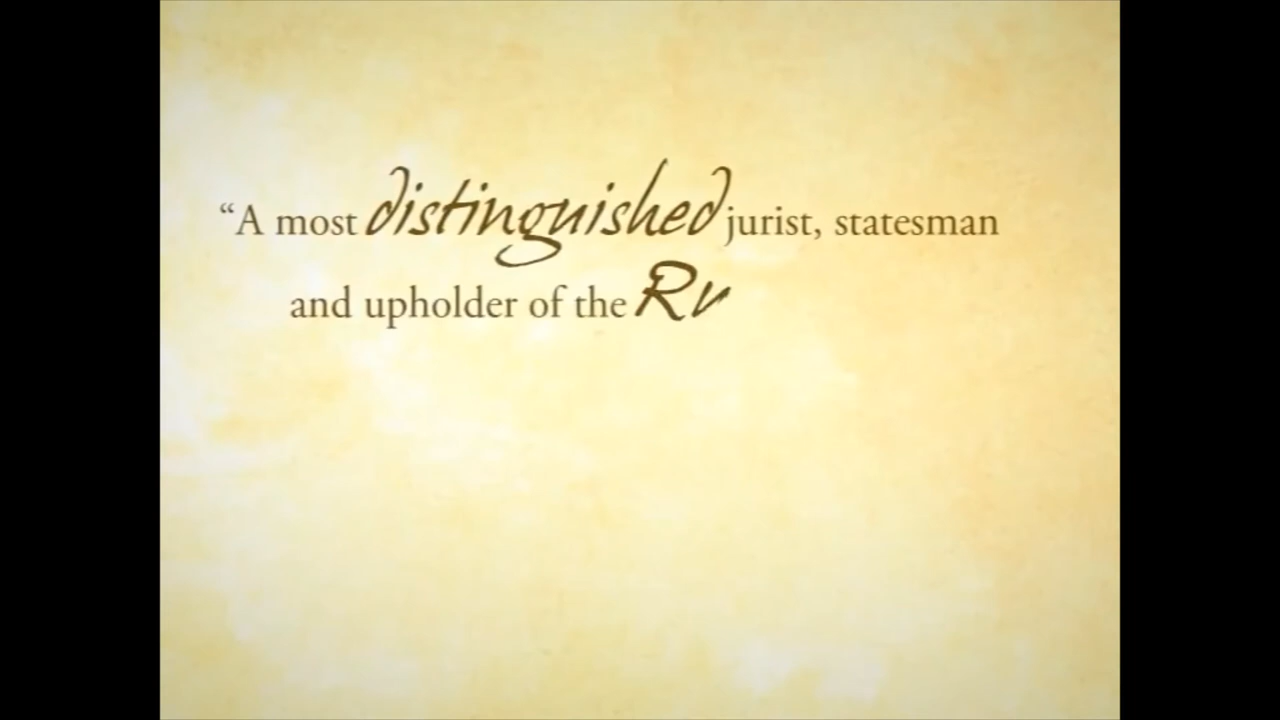 “A most distinguished jurist, statesman
and upholder of the